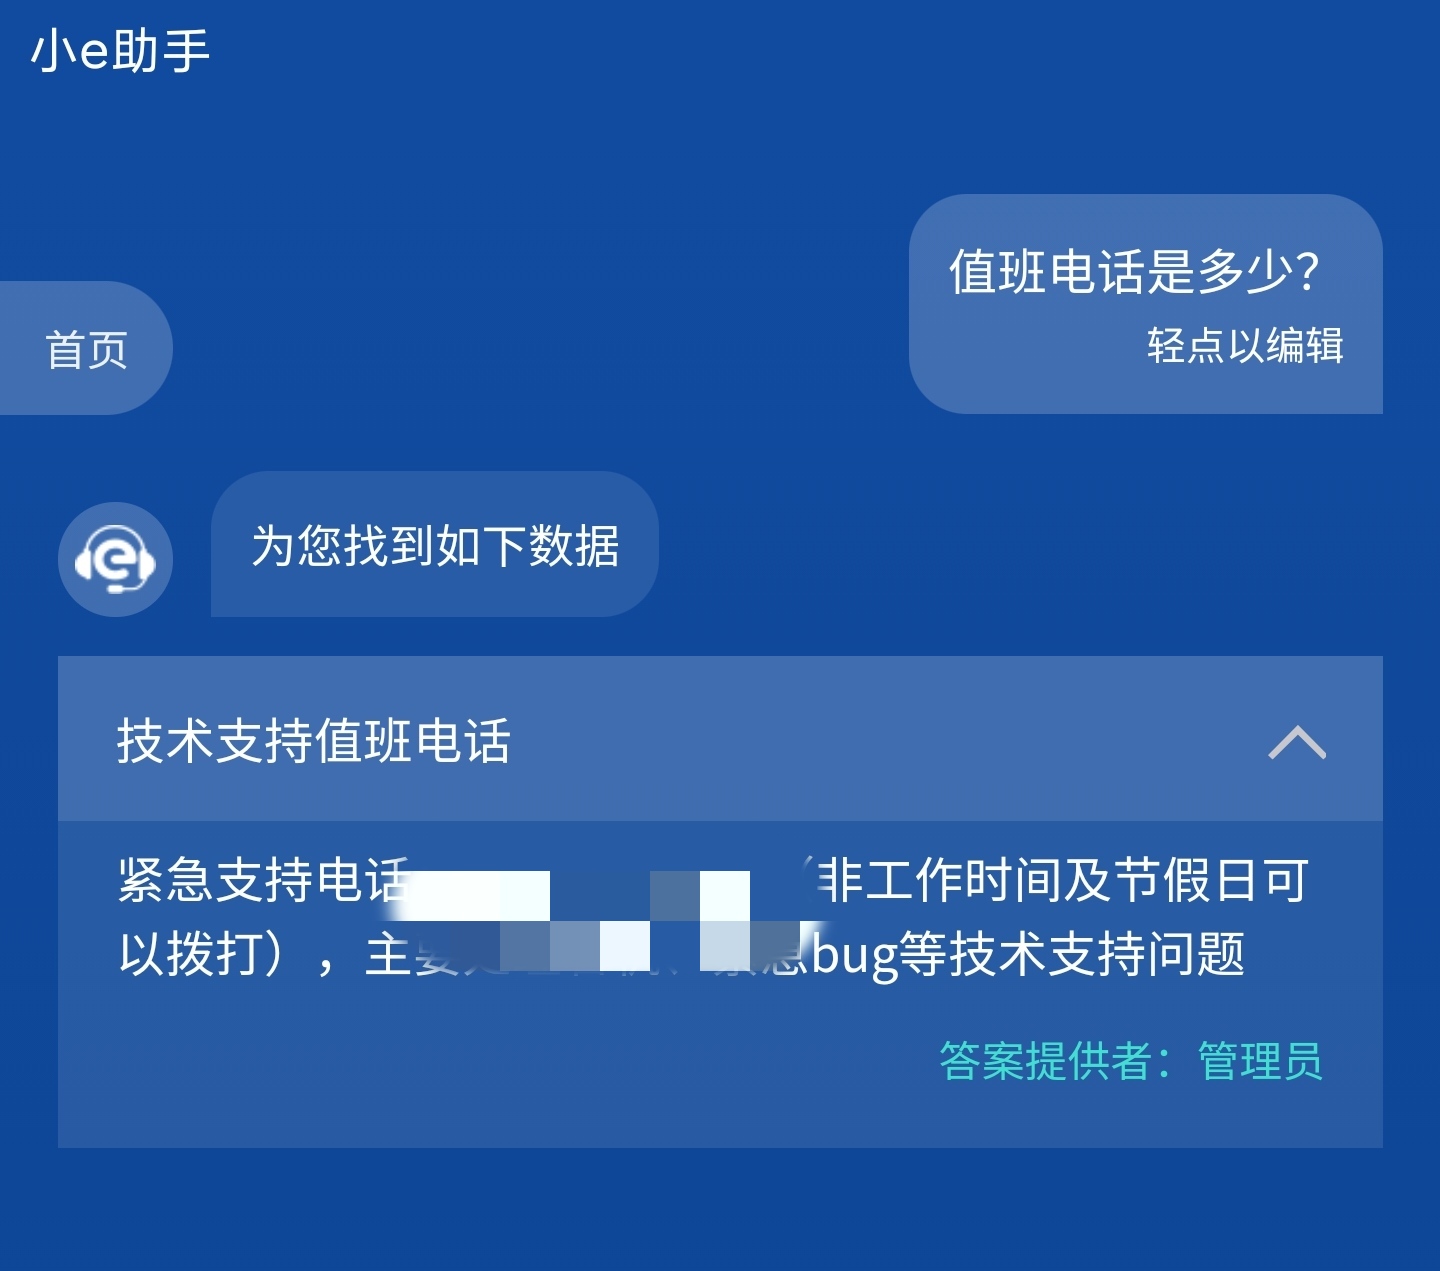 小e助手
值班电话是多少？
轻点以编辑
首页
为您找到如下数据
技术支持值班电话
紧急支持电话 （非工作时间及节假日可
以拨打），主要 急bug等技术支持问题
答案提供者：管理员